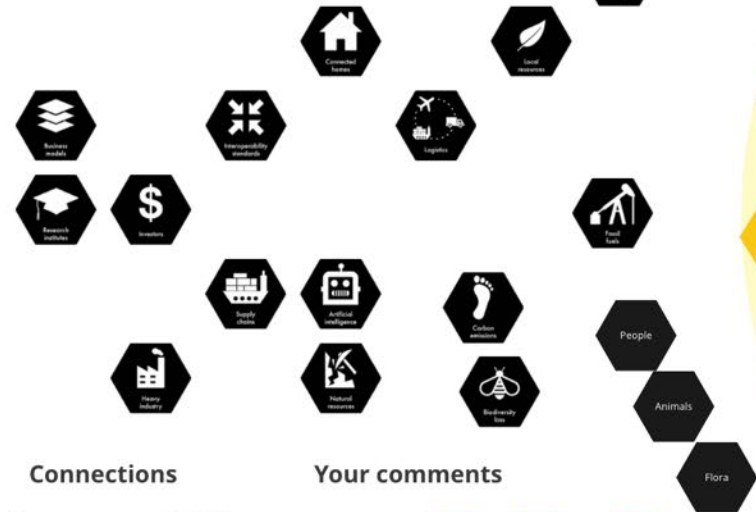 Connected
homes
Local
resources
Business
models
Interoperability
standards
Logistics
Research
institutes
$
Investors
Fossil
fuels
Supply
chains
Artificial
intelligence
Carbon
emissions
People
Heavy
industry
Natural
resources
Biodiversity
loss
Animals
Connections
Your comments
Flora